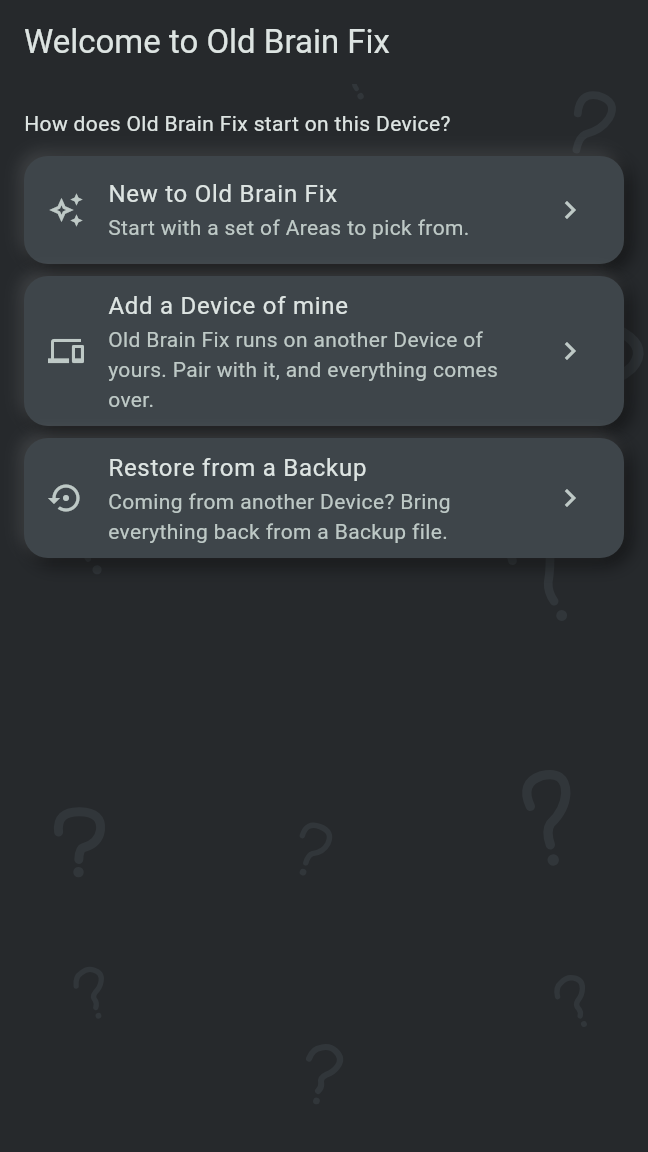 Welcome to Old Brain Fix
How does Old Brain Fix start on this Device?
New to Old Brain Fix
Start with a set of Areas to pick from.
Add a Device of mine
Old Brain Fix runs on another Device of
yours. Pair with it, and everything comes
over.
Restore from a Backup
Coming from another Device? Bring
everything back from a Backup file.